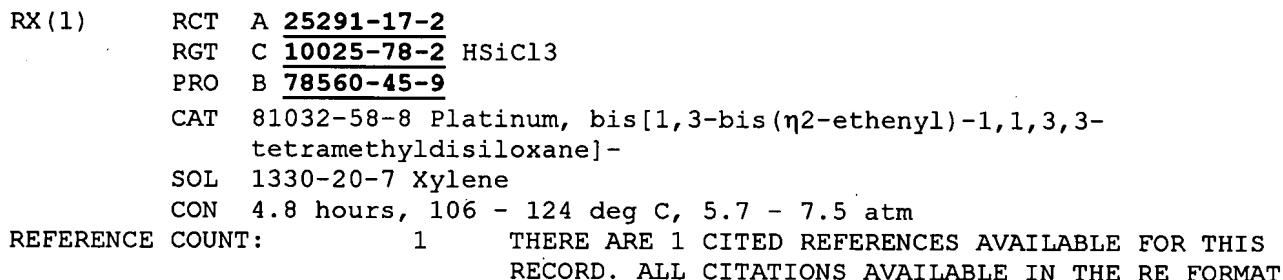 RX(1) RCT A 25291-17-2
RGT C 10025-78-2 HSiCl3
PRO B 78560-45-9
CAT 81032-58-8 Platinum, bis[1,3-bis(η2-ethenyl)-1,1,3,3-
tetramethyldisiloxane]-
SOL 1330-20-7 Xylene
CON 4.8 hours, 106 - 124 deg C, 5.7 - 7.5 atm
REFERENCE COUNT: 1 THERE ARE 1 CITED REFERENCES AVAILABLE FOR THIS
RECORD. ALL CITATIONS AVAILABLE IN THE RE FORMAT